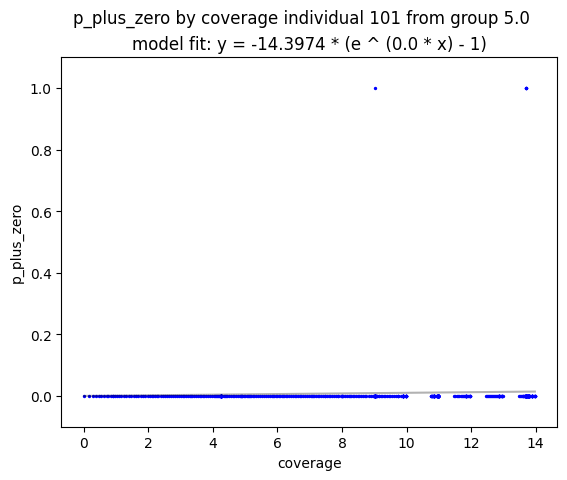 p_plus_zero by coverage individual 101 from group 5.0
model fit: y = -14.3974 * (e ^ (0.0 * x) - 1)
1.0
0.8
0.6
0.4
0.2
0.0
p_plus_zero
0 2 4 6 8 10 12 14
coverage